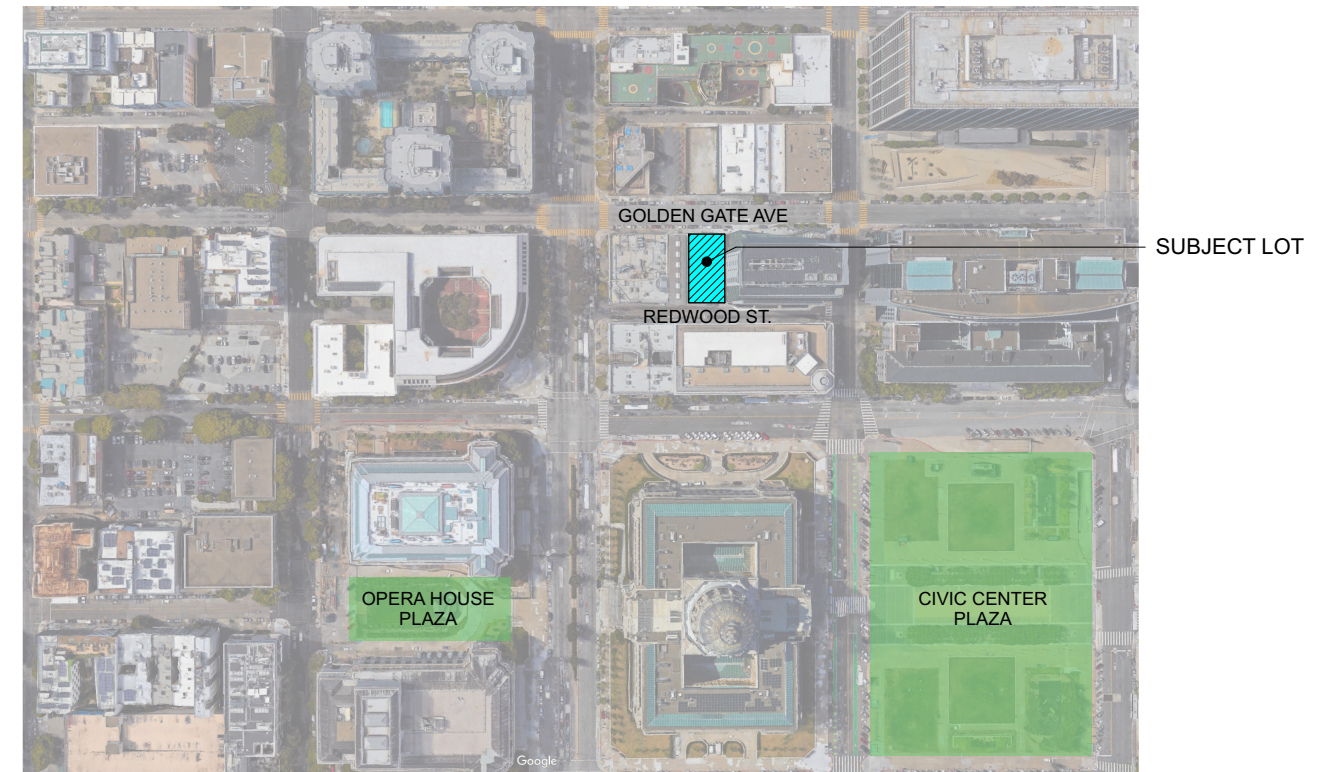 GOLDEN GATE AVE
SUBJECT LOT
REDWOOD ST.
OPERA HOUSE
PLAZA
CIVIC CENTER
PLAZA
Google